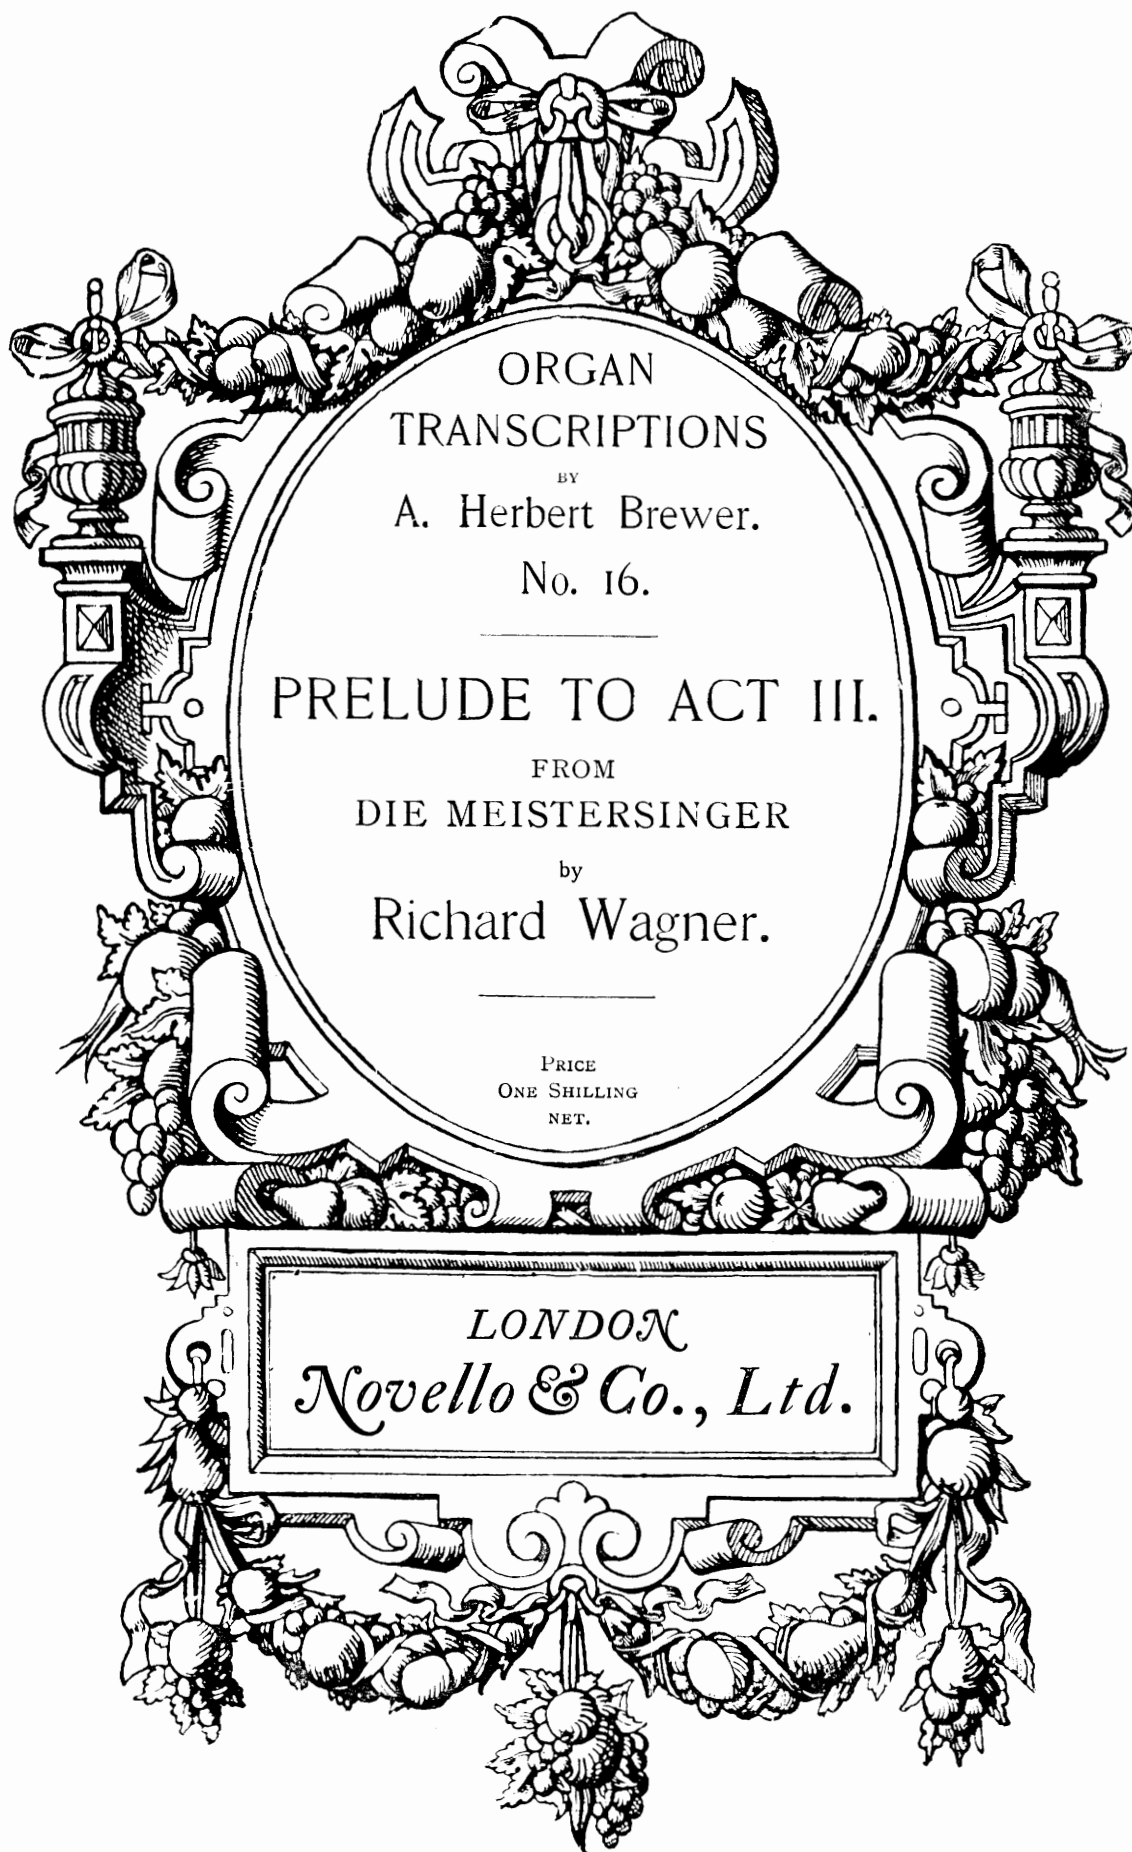 ORGAN
TRANSCRIPTIONS
BY
A. Herbert Brewer.
No. 16.
PRELUDE TO ACT III.
FROM
DIE MEISTERSINGER
by
Richard Wagner.
PRICE
ONE SHILLING
NET.
LONDON
Novello & Co., Ltd.